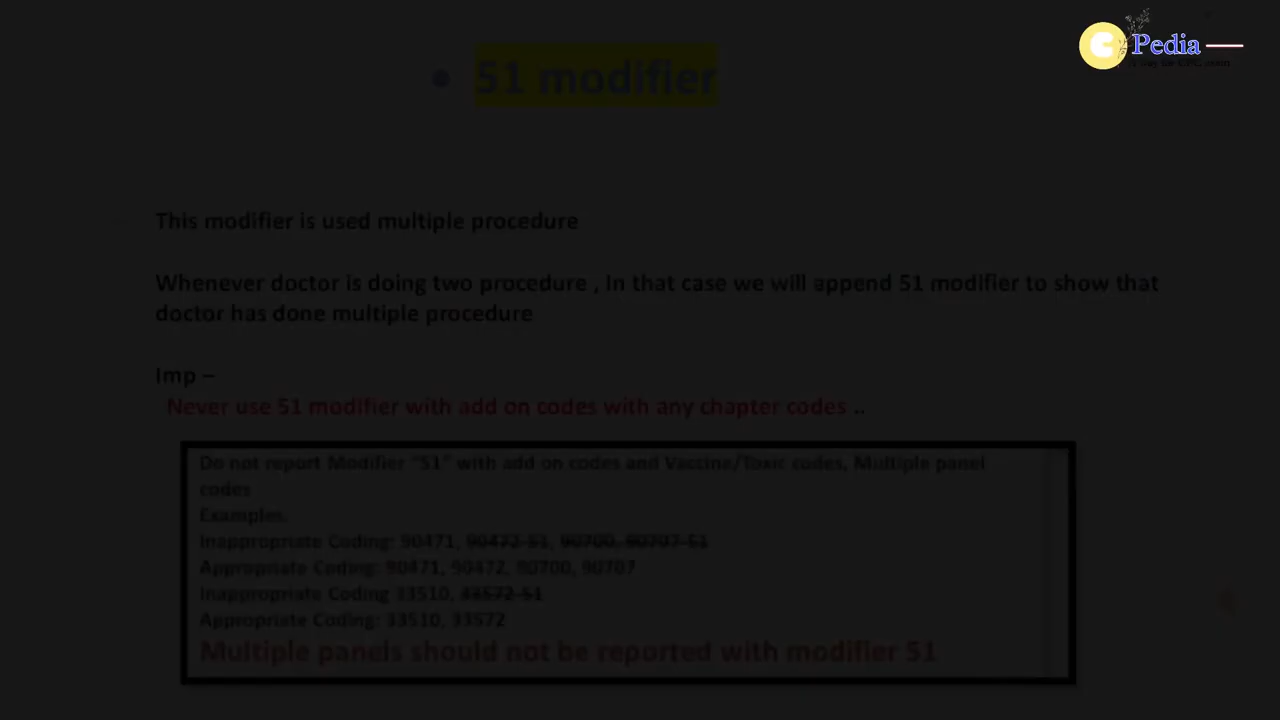 Pedia
• 51 modifier
This modifier is used multiple procedure
Whenever doctor is doing two procedure , In that case we will append 51 modifier to show that
doctor has done multiple procedure
Imp –
Never use 51 modifier with add on codes with any chapter codes ..
Do not report Modifier "51" with add on codes and Vaccine/Toxic codes, Multiple panel
codes
Examples.
Inappropriate Coding: 90471, 90472-51, 90700, 90707-51
Appropriate Coding: 90471, 90472, 90700, 90707
Inappropriate Coding 33510, 33572-51
Appropriate Coding: 33510, 33572
Multiple panels should not be reported with modifier 51